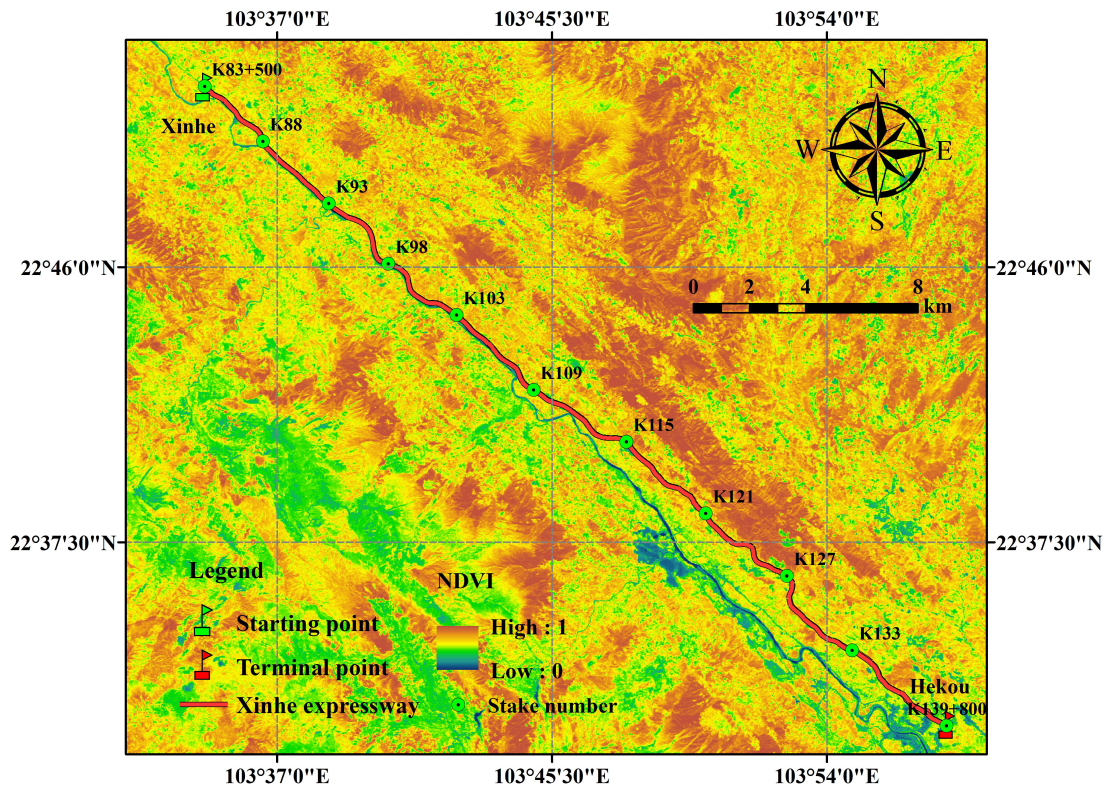 103°37'0"E 103°45'30"E 103°54'0"E
K83+500
Xinhe
K88
N
W E
S
K93
K98
22°46'0"N 22°46'0"N
0 2 4 8
km
K103
K109
K115
K121
22°37'30"N 22°37'30"N
K127
Legend
NDVI
Starting point
High : 1
Terminal point
Low : 0
Xinhe expressway
Stake number
K133
Hekou
K139+800
103°37'0"E 103°45'30"E 103°54'0"E